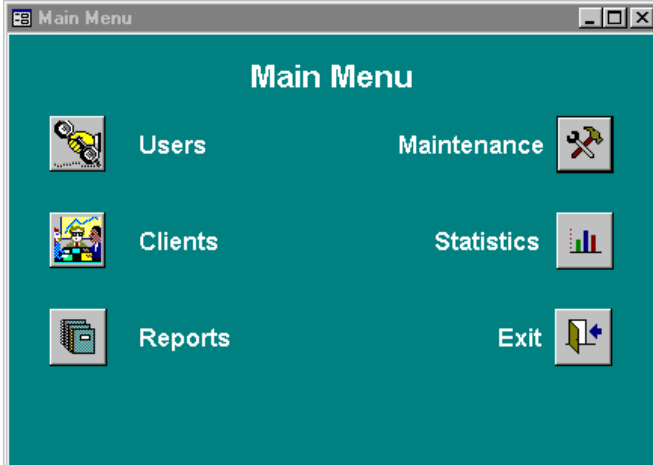 Main Menu
Main Menu
Users
Maintenance
Clients
Statistics
Reports
Exit